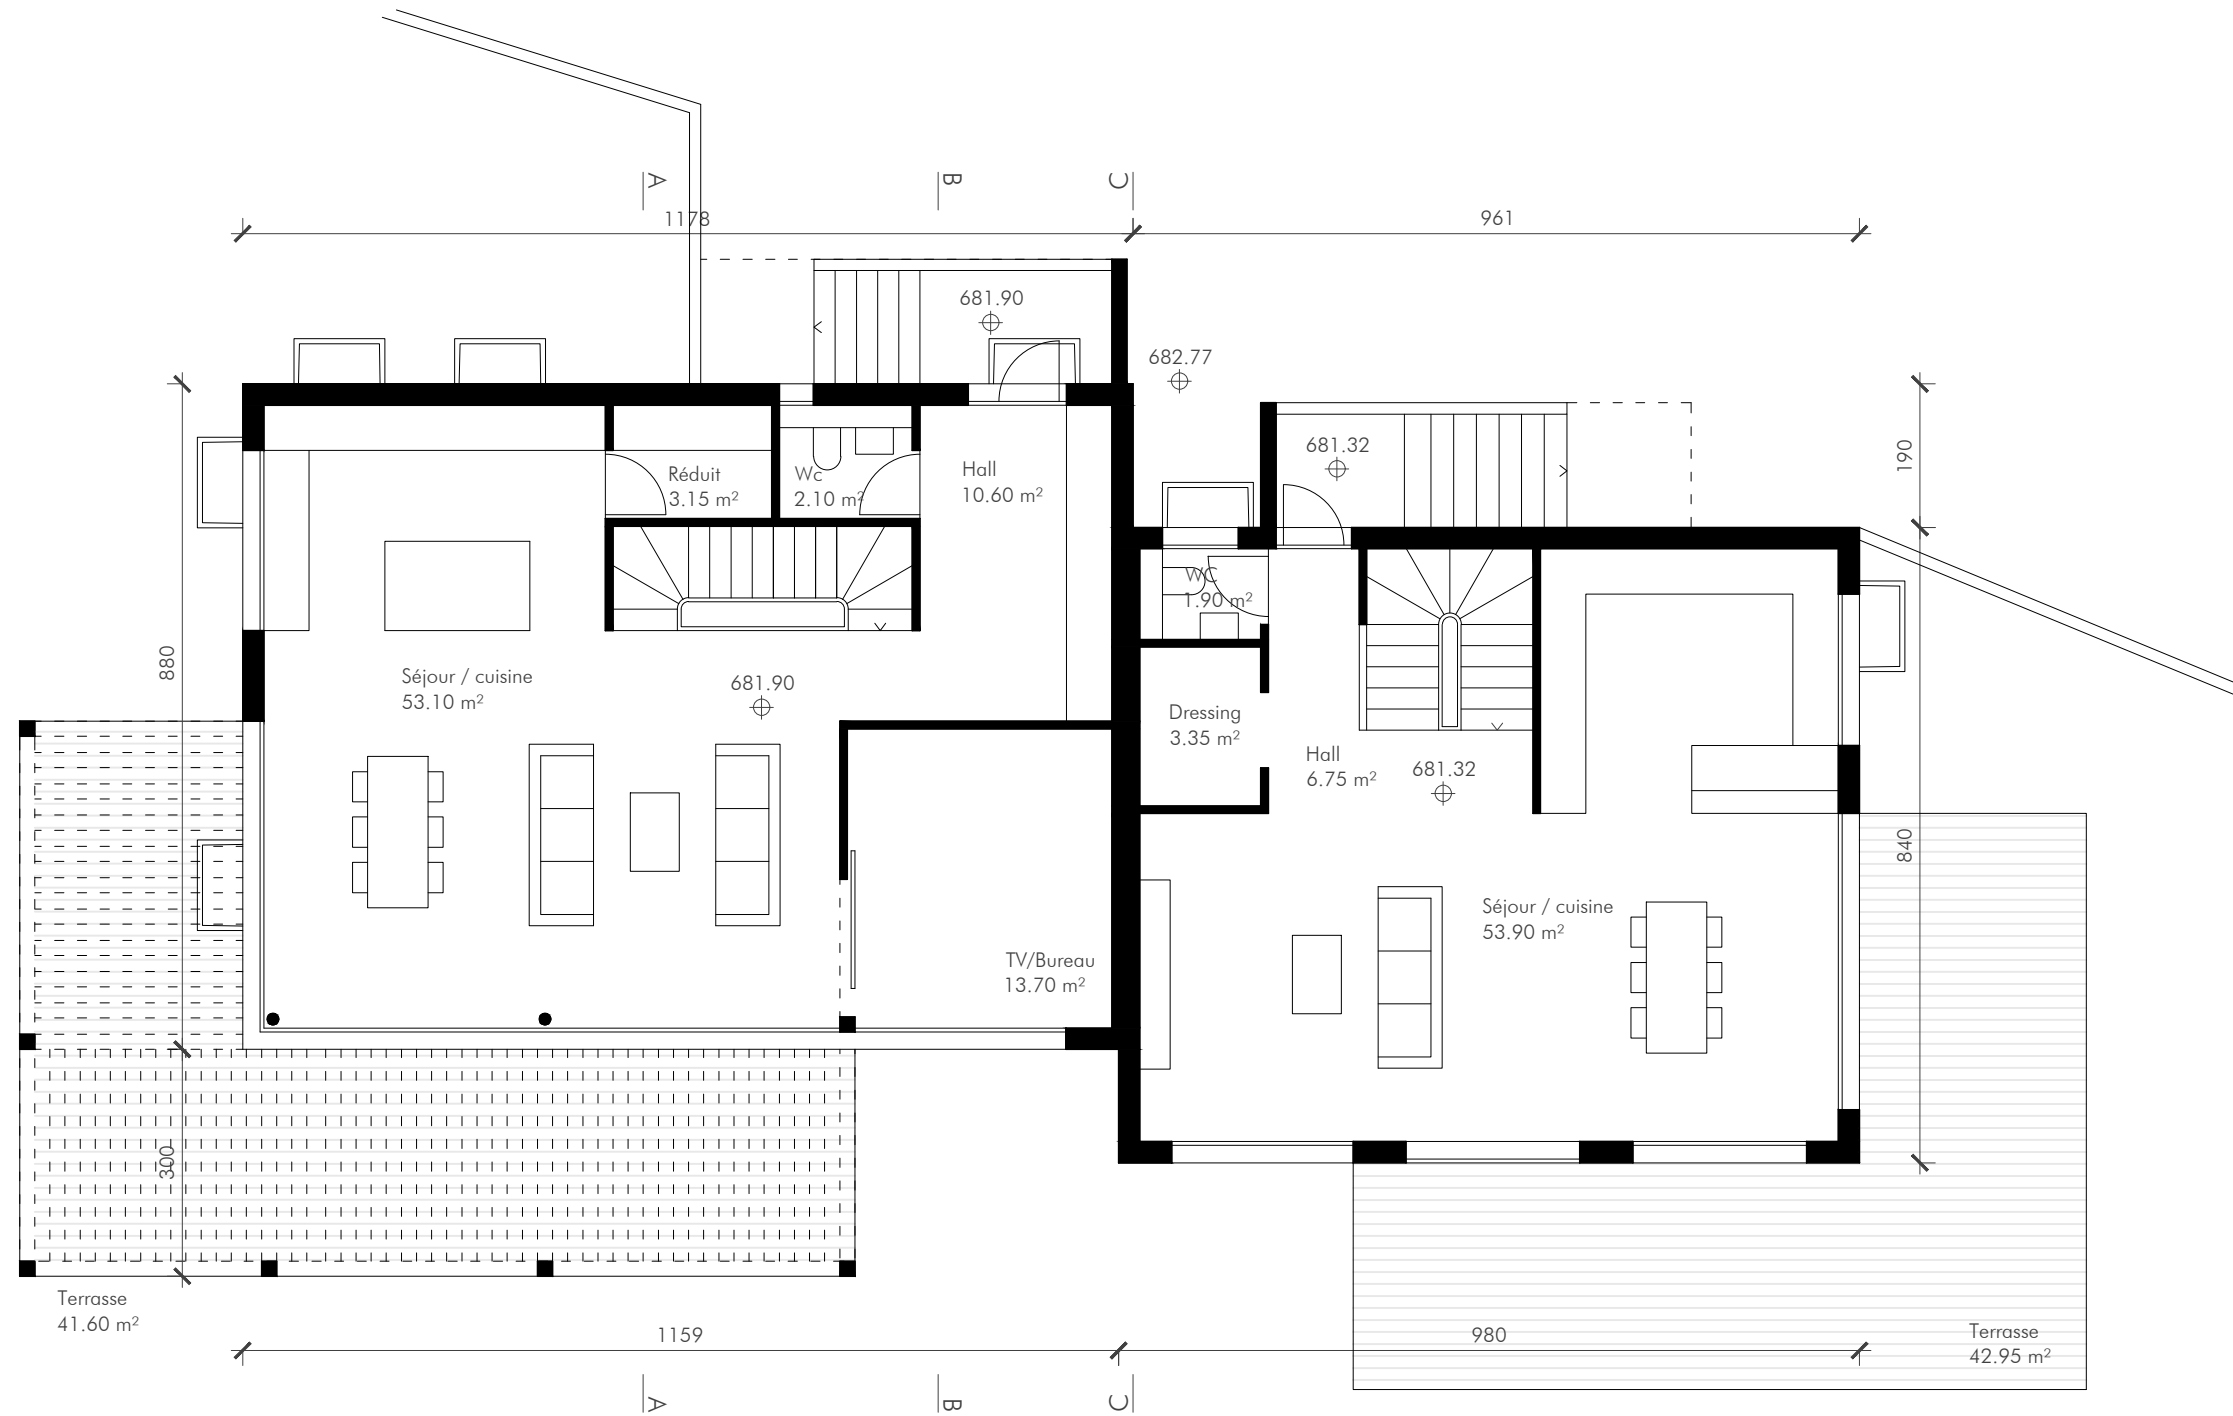 A
B
C
1178
961
681.90
682.77
681.32
190
Réduit
3.15 m²
Wc
2.10 m²
Hall
10.60 m²
WC
1.90 m²
880
Séjour / cuisine
53.10 m²
681.90
Dressing
3.35 m²
Hall
6.75 m²
681.32
840
Séjour / cuisine
53.90 m²
TV/Bureau
13.70 m²
300
Terrasse
41.60 m²
1159
980
Terrasse
42.95 m²
A
B
C